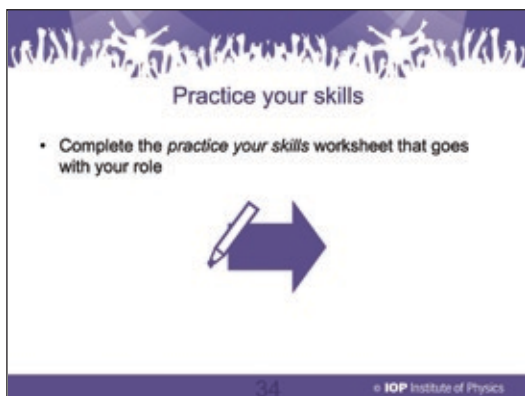 Practice your skills
• Complete the practice your skills worksheet that goes
with your role
34
© IOP Institute of Physics